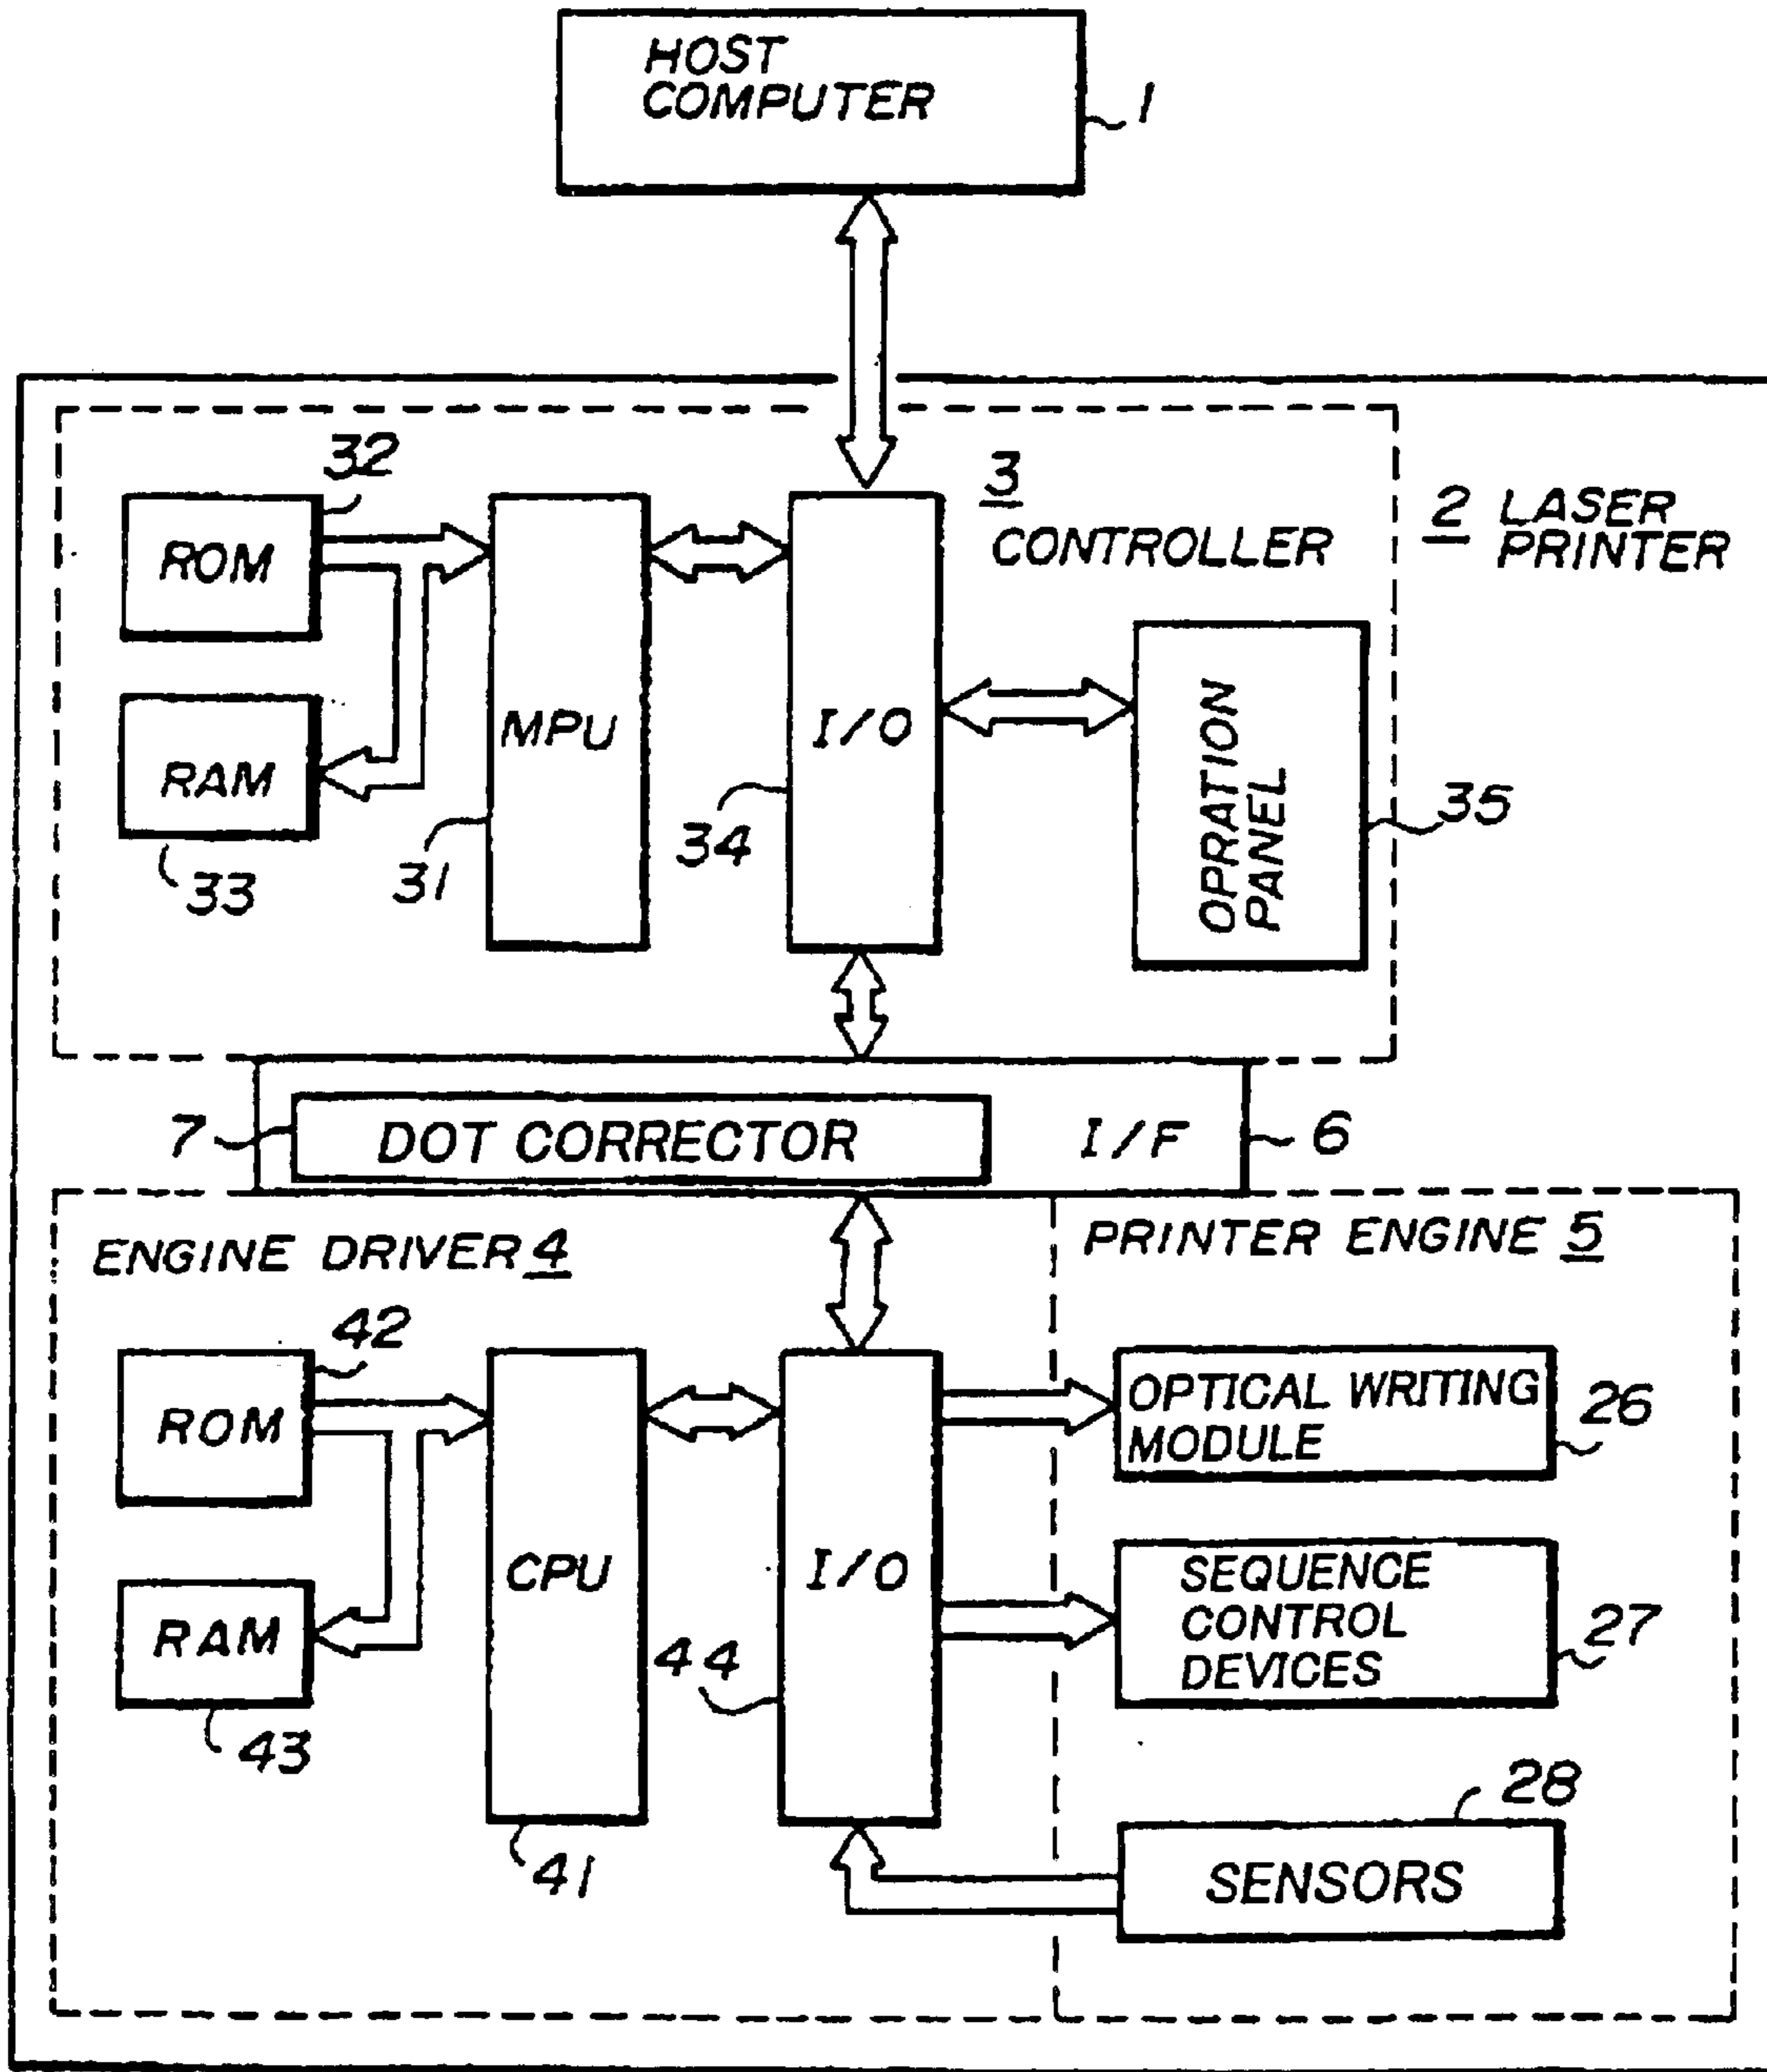 HOST
COMPUTER
1
32
3
CONTROLLER
2 LASER
PRINTER
ROM
MPU
I/O
OPRATION
PANEL
RAM
33
31
34
35
7
DOT CORRECTOR
I/F
6
ENGINE DRIVER 4
PRINTER ENGINE 5
42
ROM
CPU
I/O
OPTICAL WRITING
MODULE
26
RAM
43
41
44
SEQUENCE
CONTROL
DEVICES
27
28
SENSORS